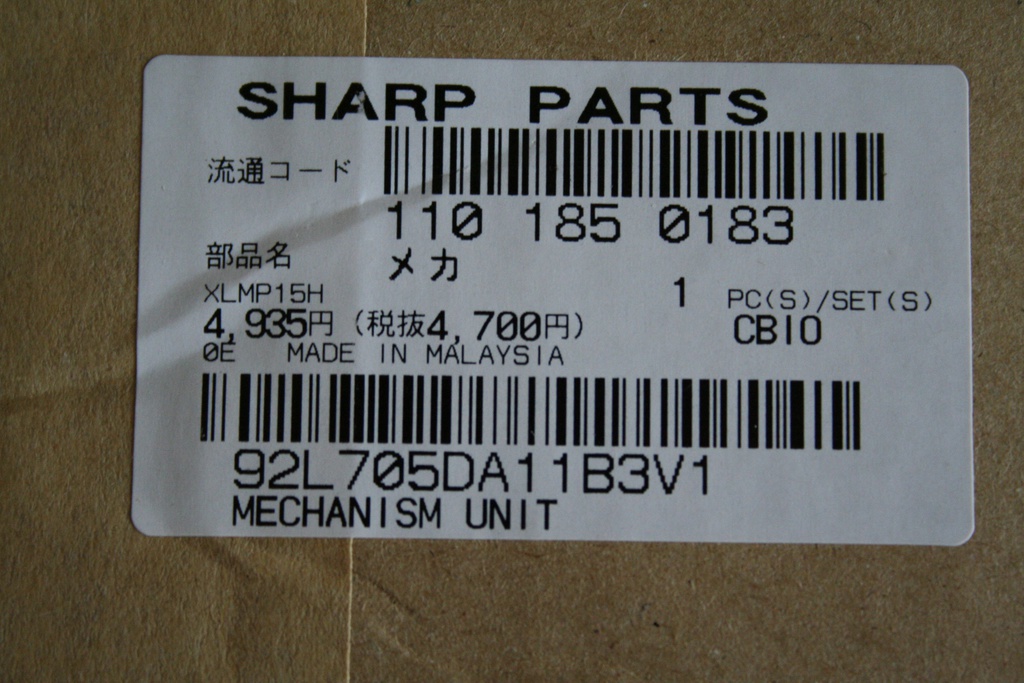 SHARP PARTS
流通コード
110 185 0183
部品名 メカ
XLMP15H 1 PC(S)/SET(S)
4,935円 (税抜4,700円) CBIO
0E MADE IN MALAYSIA
92L705DA11B3V1
MECHANISM UNIT